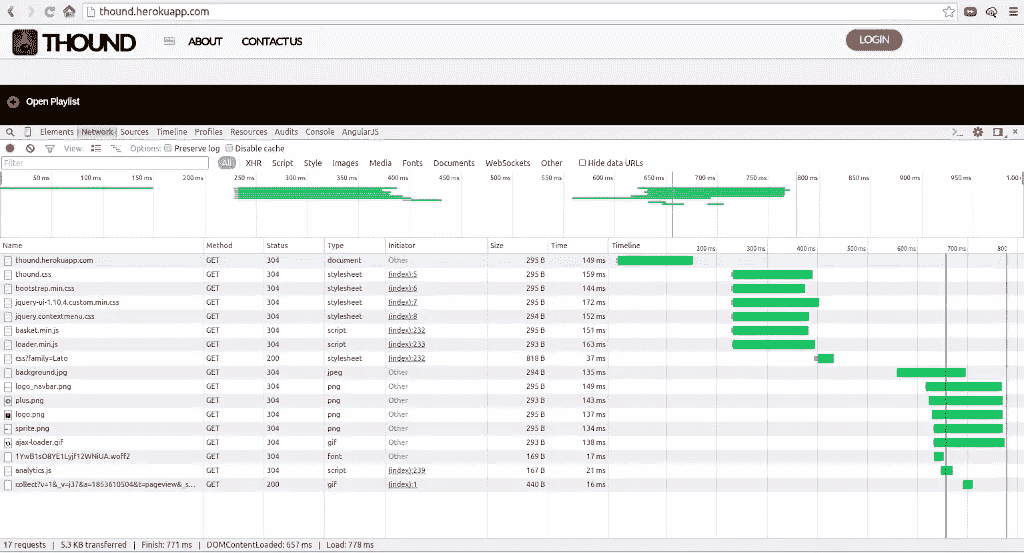 thound.herokuapp.com
THOUND ABOUT CONTACT US LOGIN
Open Playlist
Elements Network Sources Timeline Profiles Resources Audits Console AngularJS
View: Options: Preserve log Disable cache
Filter All XHR Script Style Images Media Fonts Documents WebSockets Other Hide data URLs
50 ms 100 ms 150 ms 200 ms 250 ms 300 ms 350 ms 400 ms 450 ms 500 ms 550 ms 600 ms 650 ms 700 ms 750 ms 800 ms 850 ms 900 ms 950 ms 1.00
Name Method Status Type Initiator Size Time Timeline 200 ms 300 ms 400 ms 500 ms 600 ms 700 ms 800
thound.herokuapp.com GET 304 document Other 295 B 149 ms
thound.css GET 304 stylesheet (index):5 295 B 159 ms
bootstrap.min.css GET 304 stylesheet (index):6 295 B 144 ms
jquery-ui-1.10.4.custom.min.css GET 304 stylesheet (index):7 295 B 172 ms
jquery.contextmenu.css GET 304 stylesheet (index):8 294 B 152 ms
basket.min.js GET 304 script (index):232 295 B 151 ms
loader.min.js GET 304 script (index):233 293 B 163 ms
css?family=Lato GET 200 stylesheet (index):232 818 B 37 ms
background.jpg GET 304 jpeg Other 294 B 135 ms
logo_navbar.png GET 304 png Other 295 B 149 ms
plus.png GET 304 png Other 293 B 143 ms
logo.png GET 304 png Other 295 B 137 ms
sprite.png GET 304 png Other 295 B 134 ms
ajax-loader.gif GET 304 gif Other 293 B 138 ms
GET 304 font Other 169 B 17 ms
analytics.js GET 304 script (index):239 167 B 21 ms
collect?v=1&_v=j37&a=1853610504&t=pageview&_s... GET 200 gif (index):1 440 B 16 ms
17 requests | 5.3 KB transferred | Finish: 771 ms | DOMContentLoaded: 657 ms | Load: 778 ms